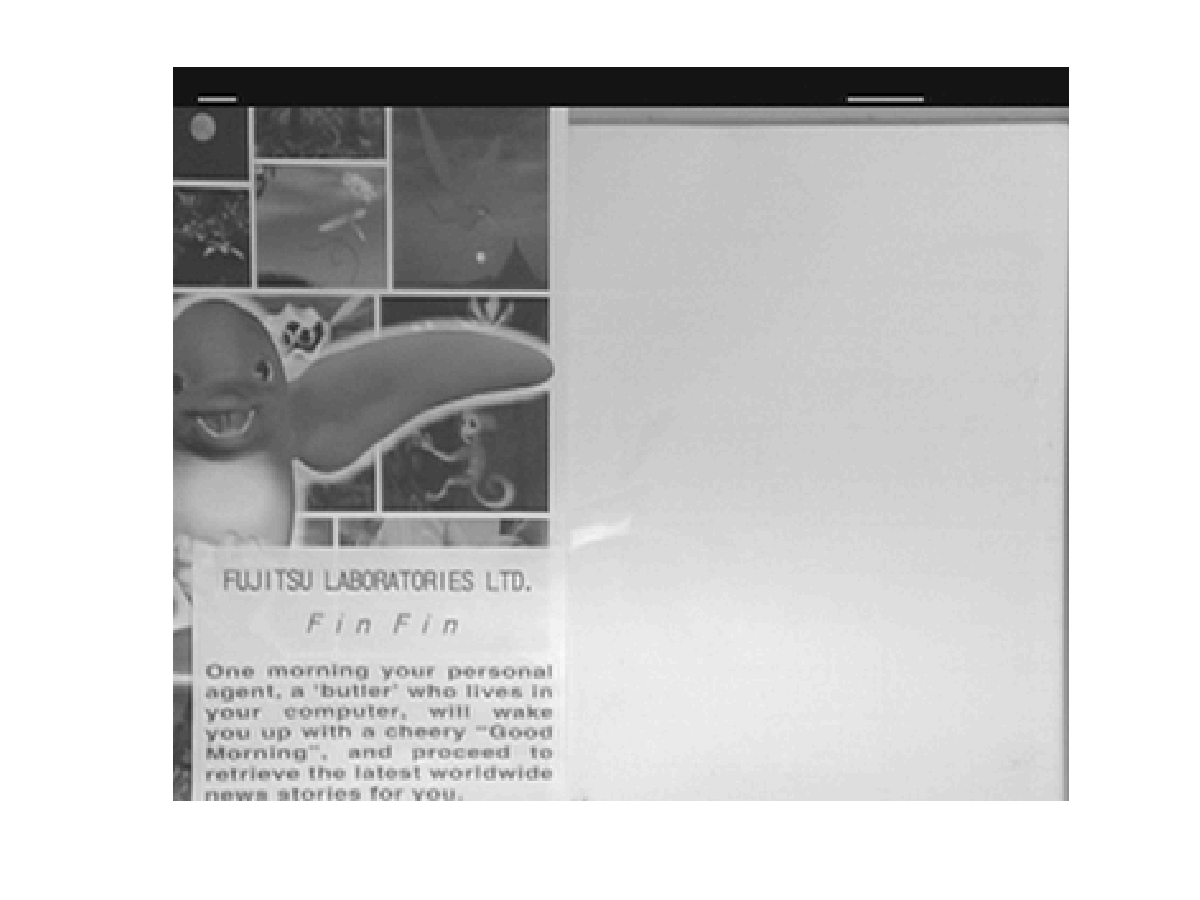 FUJITSU LABORATORIES LTD.
Fin Fin
One morning your personal
agent, a 'butler' who lives in
your computer, will wake
you up with a cheery "Good
Morning", and proceed to
retrieve the latest worldwide
news stories for you.